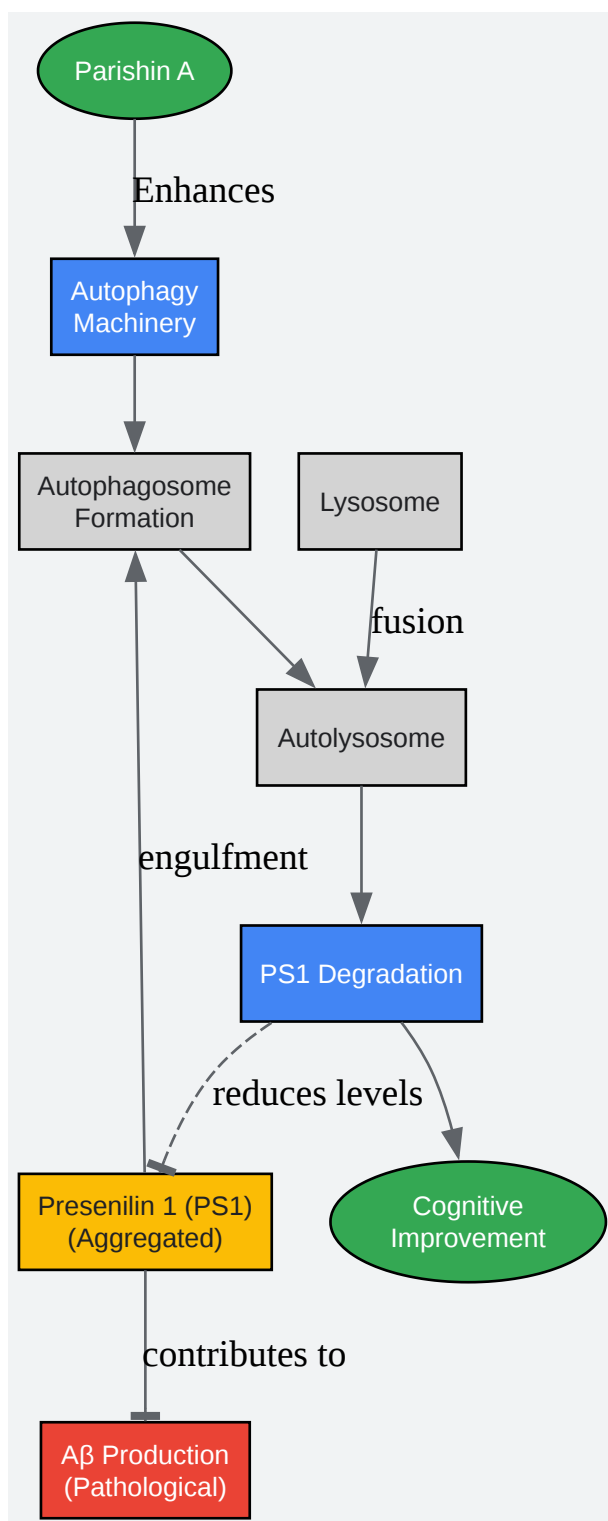 Parishin A
Enhances
Autophagy
Machinery
Autophagosome
Formation
Lysosome
fusion
Autolysosome
engulfment
PS1 Degradation
reduces levels
Presenilin 1 (PS1)
(Aggregated)
Cognitive
Improvement
contributes to
Aβ Production
(Pathological)